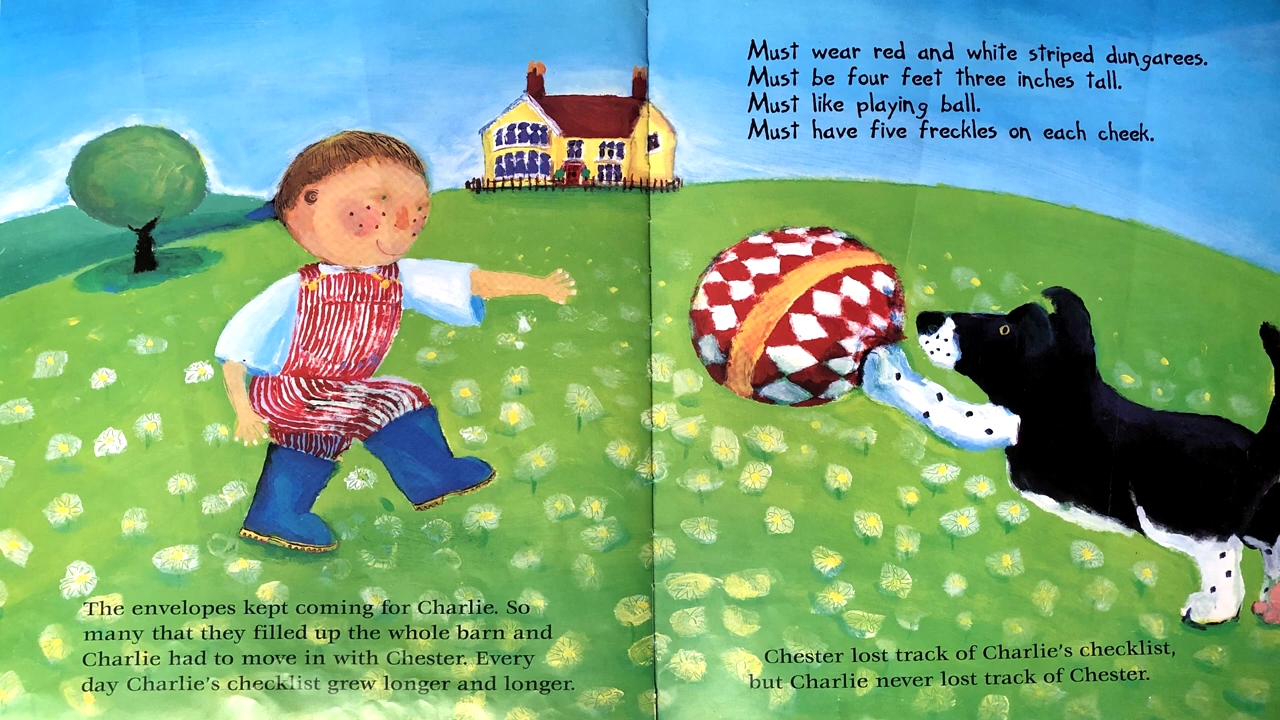 Must wear red and white striped dungarees.
Must be four feet three inches tall.
Must like playing ball.
Must have five freckles on each cheek.
The envelopes kept coming for Charlie. So
many that they filled up the whole barn and
Charlie had to move in with Chester. Every
day Charlie's checklist grew longer and longer.
Chester lost track of Charlie's checklist,
but Charlie never lost track of Chester.